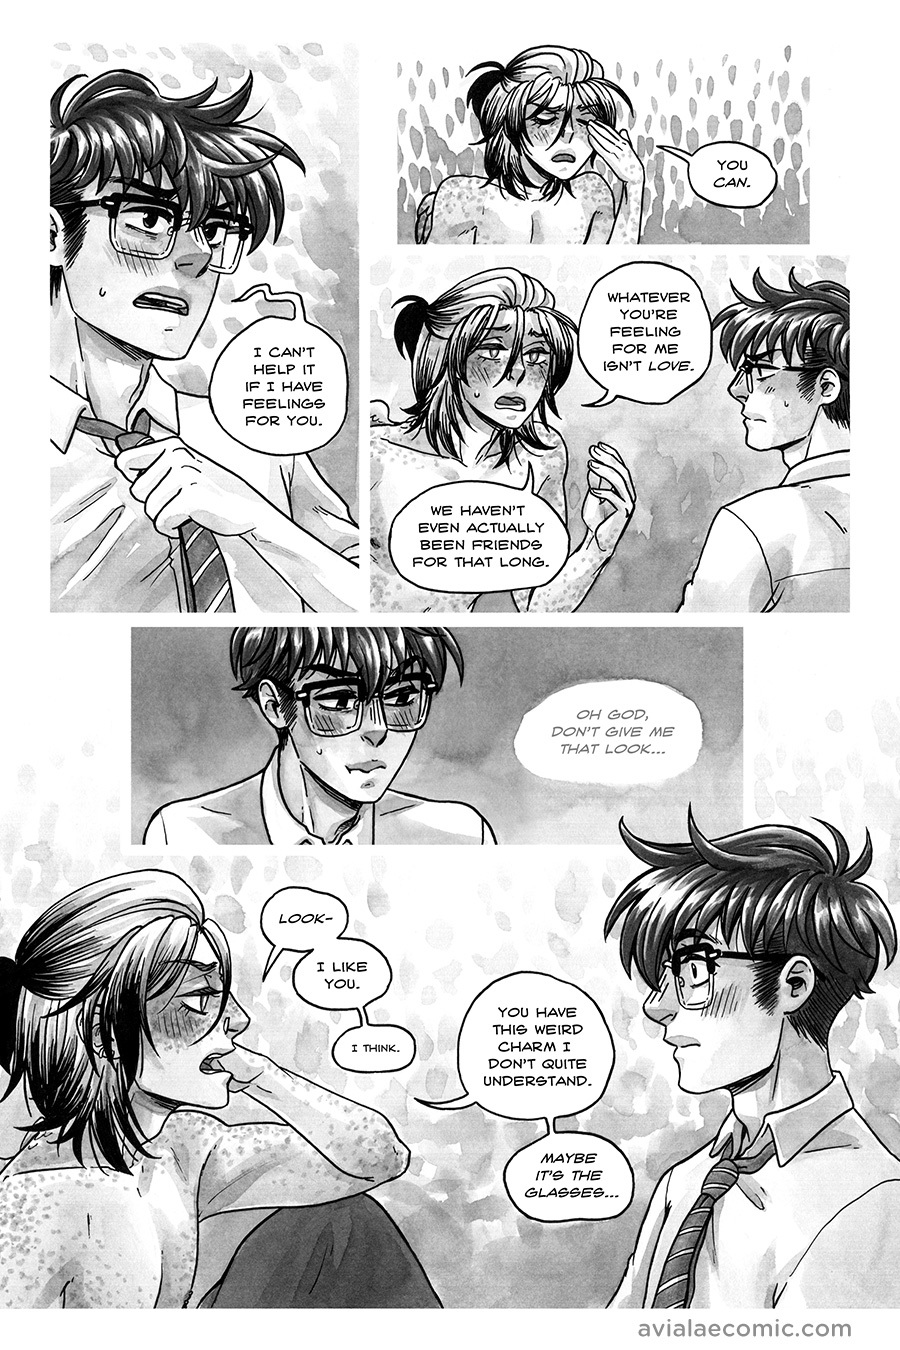 I CAN'T
HELP IT
IF I HAVE
FEELINGS
FOR YOU.
YOU
CAN.
WHATEVER
YOU'RE
FEELING
FOR ME
ISN'T LOVE.
WE HAVEN'T
EVEN ACTUALLY
BEEN FRIENDS
FOR THAT LONG.
OH GOD,
DON'T GIVE ME
THAT LOOK...
LOOK-
I LIKE
YOU.
I THINK.
YOU HAVE
THIS WEIRD
CHARM I
DON'T QUITE
UNDERSTAND.
MAYBE
IT'S THE
GLASSES...
avialaecomic.com